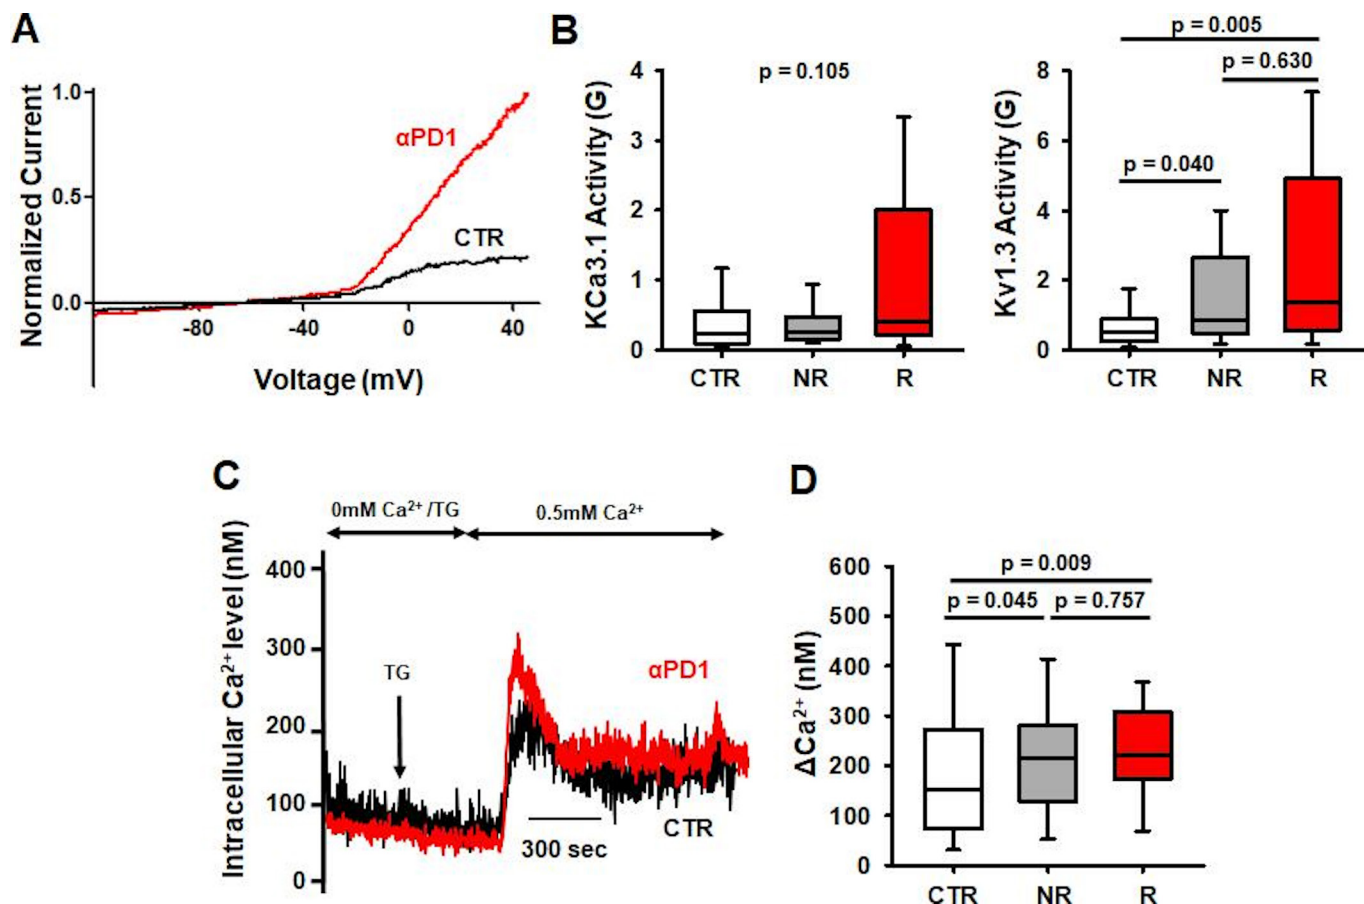 A
Normalized Current
1.0
0.5
0.0
-80
-40
0
40
Voltage (mV)
αPD1
CTR
B
KCa3.1 Activity (G)
4
3
2
1
0
p = 0.105
CTR NR R
Kv1.3 Activity (G)
8
6
4
2
0
p = 0.005
p = 0.630
p = 0.040
CTR NR R
C
0mM Ca²⁺ /TG
0.5mM Ca²⁺
Intracellular Ca²⁺ level (nM)
400
300
200
100
0
TG
αPD1
CTR
300 sec
D
ΔCa²⁺ (nM)
600
500
400
300
200
100
0
p = 0.009
p = 0.045 p = 0.757
CTR NR R